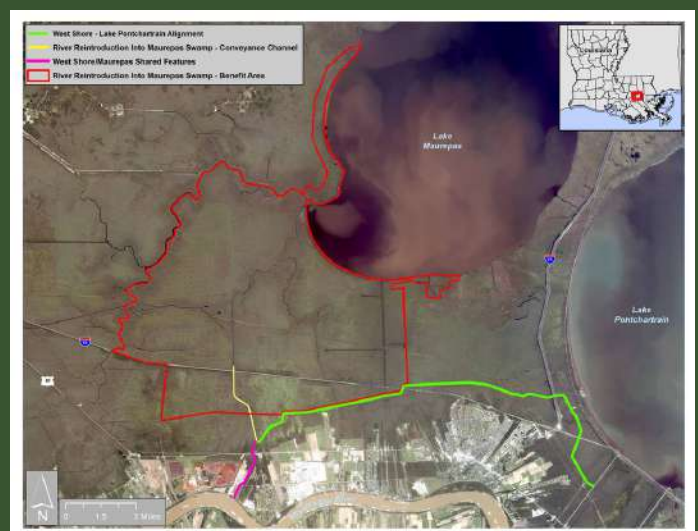 West Shore - Lake Pontchartrain Alignment
River Reintroduction Into Maurepas Swamp - Conveyance Channel
West Shore/Maurepas Shared Features
River Reintroduction Into Maurepas Swamp - Benefit Area
Louisiana
Lake
Maurepas
Lake
Pontchartrain
N
0 1.5 3 Miles